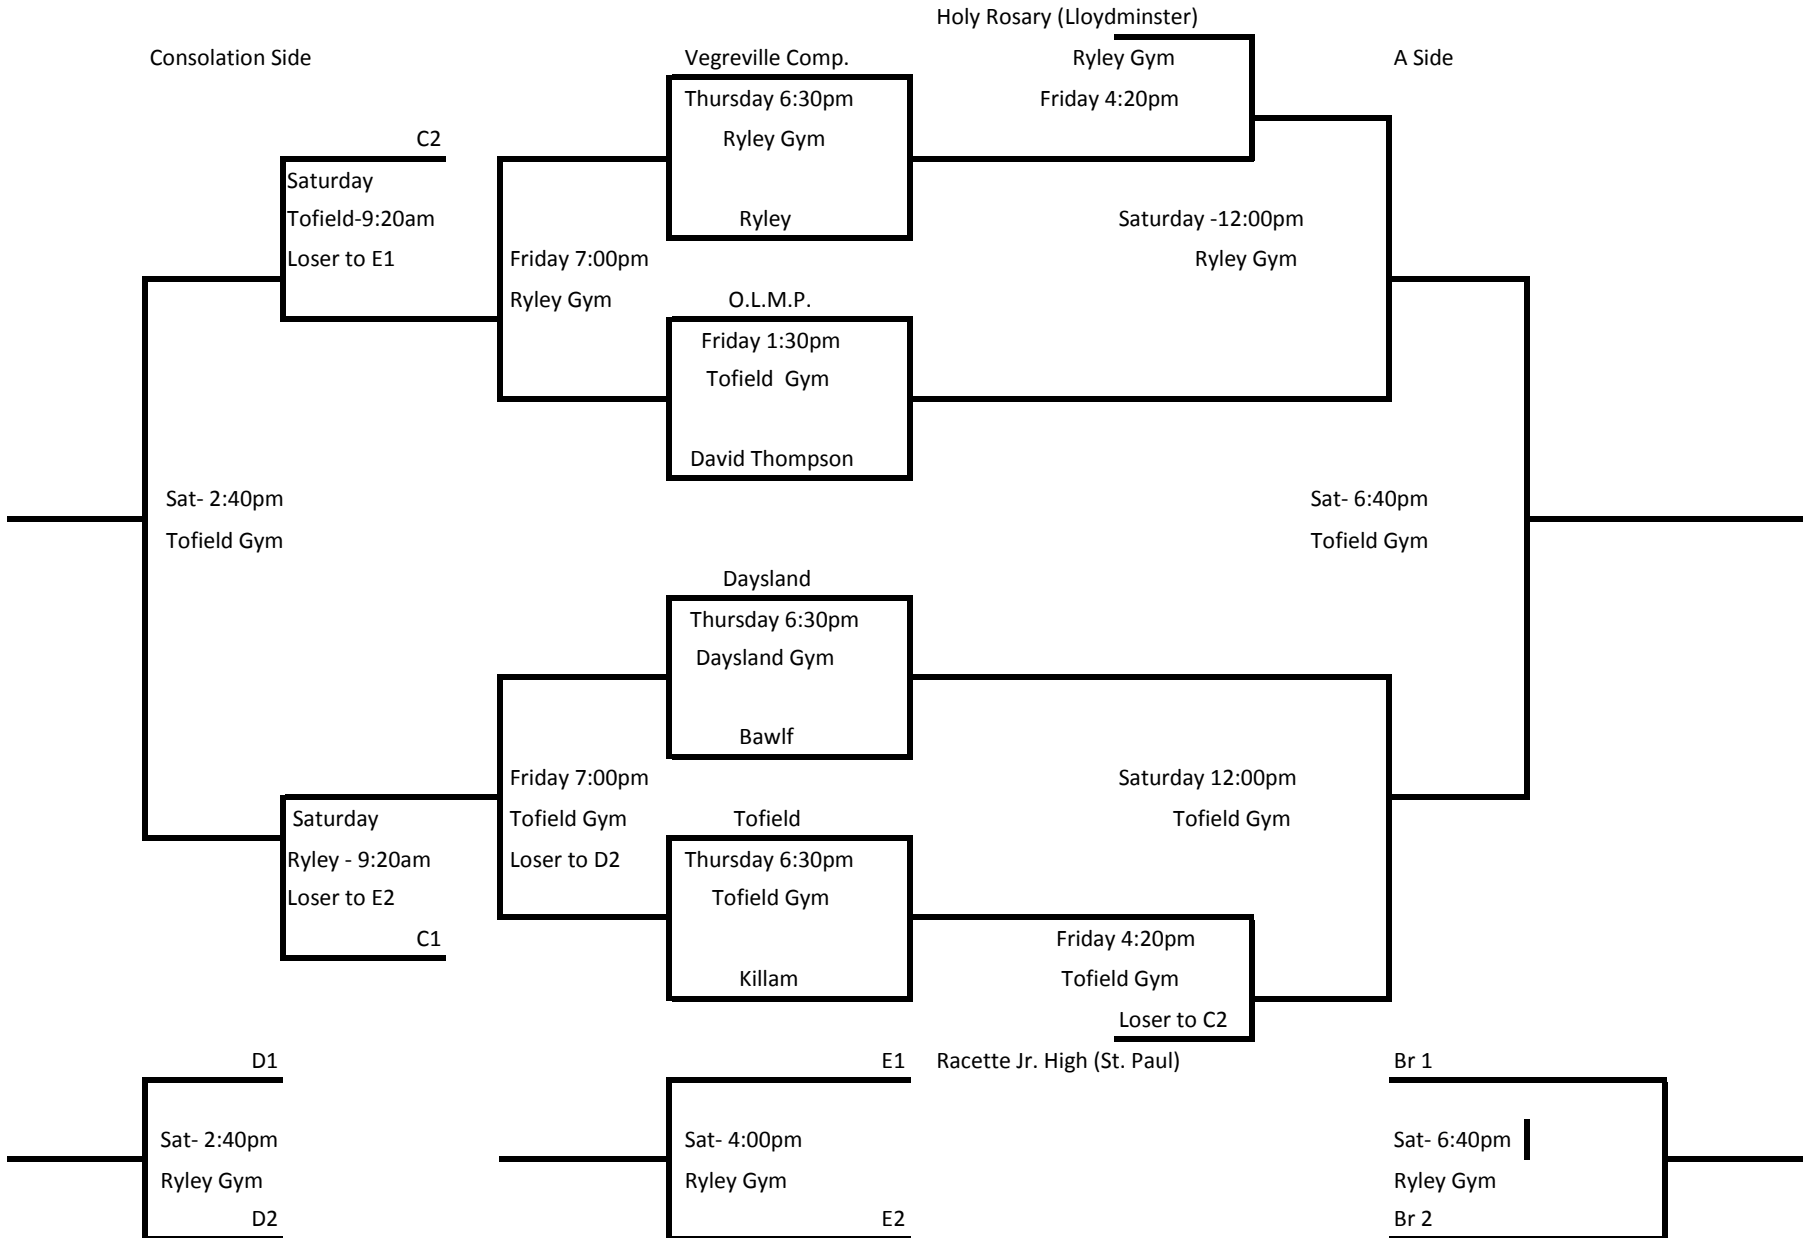 Holy Rosary (Lloydminster)
Consolation Side
Vegreville Comp.
Ryley Gym
A Side
Thursday 6:30pm
Friday 4:20pm
C2
Ryley Gym
Saturday
Tofield-9:20am
Ryley
Saturday -12:00pm
Loser to E1
Friday 7:00pm
Ryley Gym
Ryley Gym
O.L.M.P.
Friday 1:30pm
Tofield  Gym
David Thompson
Sat- 2:40pm
Sat- 6:40pm
Tofield Gym
Tofield Gym
Daysland
Thursday 6:30pm
Daysland Gym
Bawlf
Friday 7:00pm
Saturday 12:00pm
Saturday
Tofield Gym
Tofield
Tofield Gym
Ryley - 9:20am
Loser to D2
Thursday 6:30pm
Loser to E2
Tofield Gym
C1
Friday 4:20pm
Killam
Tofield Gym
Loser to C2
D1
E1
Racette Jr. High (St. Paul)
Br 1
Sat- 2:40pm
Sat- 4:00pm
Sat- 6:40pm
Ryley Gym
Ryley Gym
Ryley Gym
D2
E2
Br 2